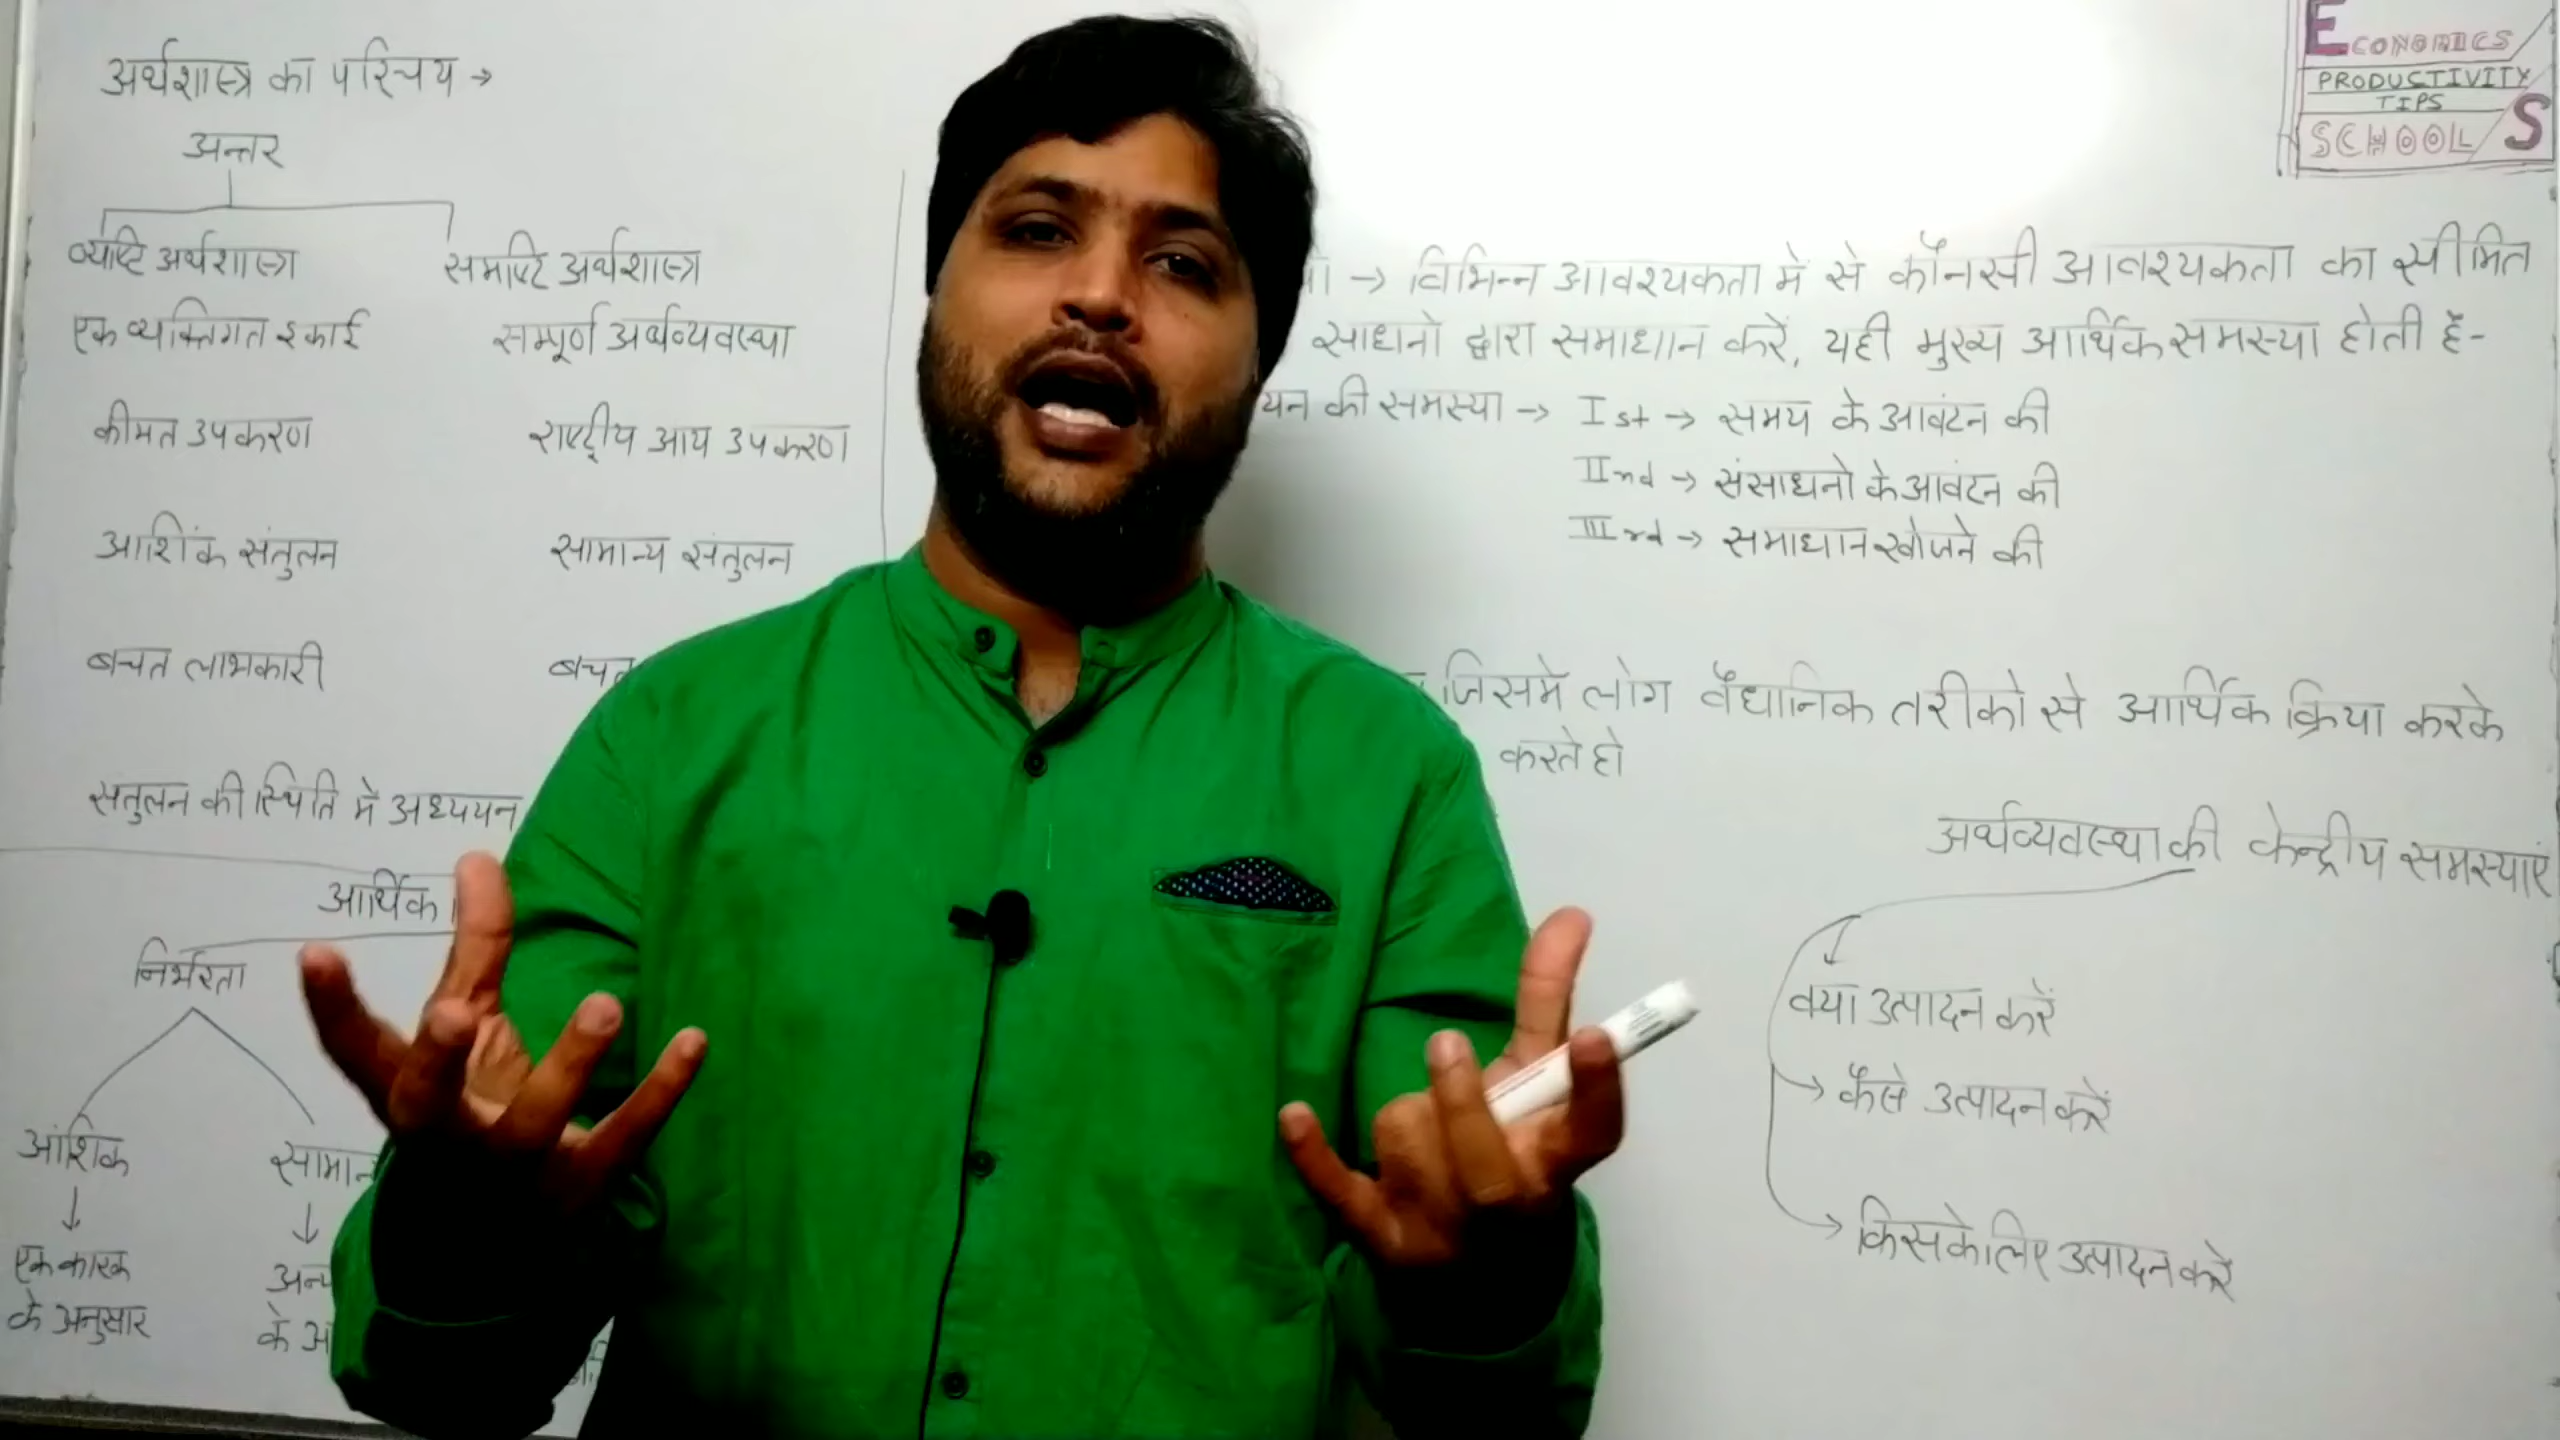 अर्थशास्त्र का परिचय →
अन्तर
व्यष्टि अर्थशास्त्र
समष्टि अर्थशास्त्र
एक व्यक्तिगत इकाई
सम्पूर्ण अर्थव्यवस्था
कीमत उपकरण
राष्ट्रीय आय उपकरण
आशिंक संतुलन
सामान्य संतुलन
बचत लाभकारी
बचत
संतुलन की स्थिति मे अध्ययन
आर्थिक
निर्भरता
आंशिक
सामान
↓
↓
एक कारक
के अनुसार
अन्य
के अ
ECONOMICS
PRODUCTIVITY
TIPS
SCHOOL S
→ विभिन्न आवश्यकता मे से कौनसी आवश्यकता का सीमित
साधनो द्वारा समाधान करें, यही मुख्य आर्थिक समस्या होती है-
यन की समस्या → Ist → समय के आवंटन की
IInd → संसाधनो के आवंटन की
IIIrd → समाधान खोजने की
जिसमे लोग वैधानिक तरीको से आर्थिक क्रिया करके
करते हो
अर्थव्यवस्था की केन्द्रीय समस्याएं
क्या उत्पादन करें
→ कैसे उत्पादन करें
→ किसके लिए उत्पादन करे